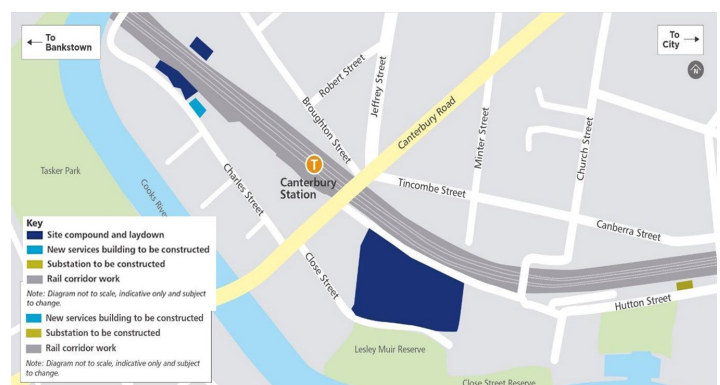 To
Bankstown
To
City
N
Robert Street
Jeffrey Street
Broughton Street
Canterbury Road
Minter Street
Church Street
Tasker Park
T
Canterbury
Station
Tincombe Street
Charles Street
Cooks River
Canberra Street
Close Street
Hutton Street
Lesley Muir Reserve
Close Street Reserve
Key
Site compound and laydown
New services building to be constructed
Substation to be constructed
Rail corridor work
Note: Diagram not to scale, indicative only and subject
to change.
New services building to be constructed
Substation to be constructed
Rail corridor work
Note: Diagram not to scale, indicative only and subject
to change.